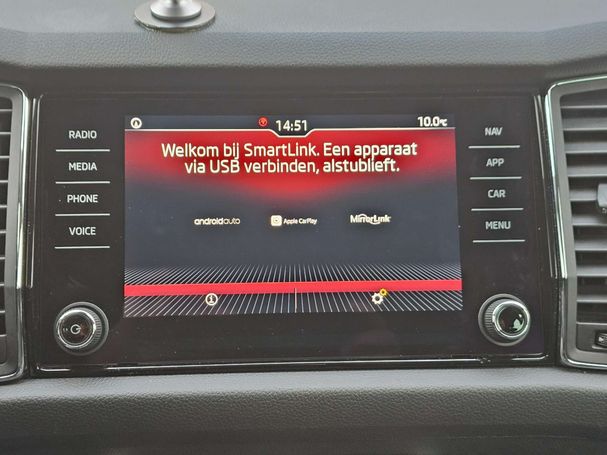 14:51
10.0℃
RADIO
MEDIA
PHONE
VOICE
Welkom bij SmartLink. Een apparaat
via USB verbinden, alstublieft.
androidauto
Apple CarPlay
MirrorLink
NAV
APP
CAR
MENU